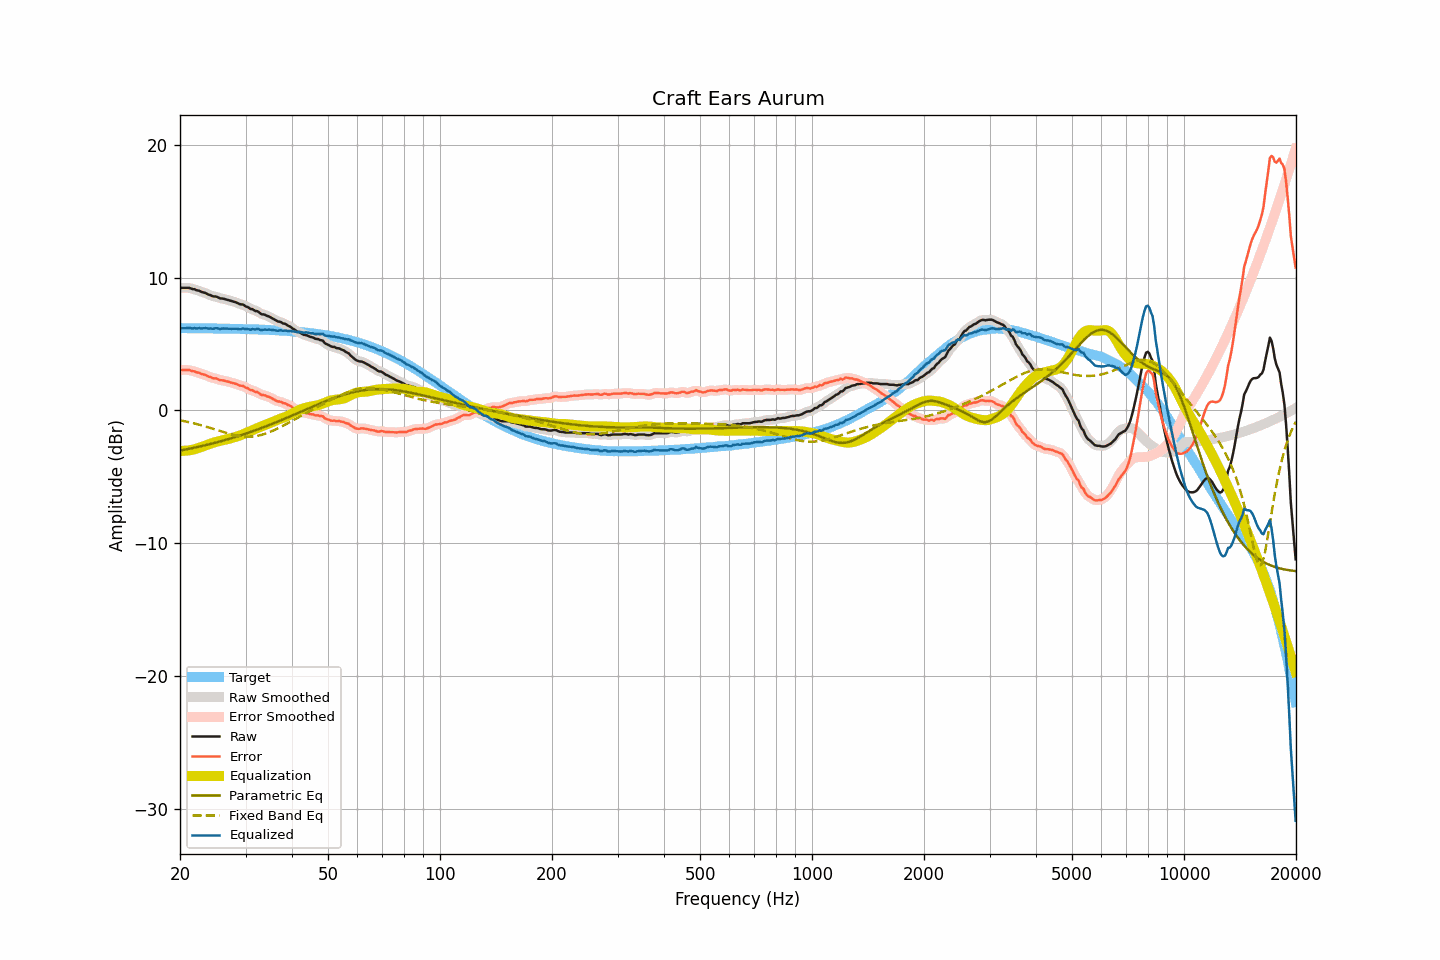 Craft Ears Aurum
20
10
0
−10
−20
−30
Amplitude (dBr)
Target
Raw Smoothed
Error Smoothed
Raw
Error
Equalization
Parametric Eq
Fixed Band Eq
Equalized
20 50 100 200 500 1000 2000 5000 10000 20000
Frequency (Hz)